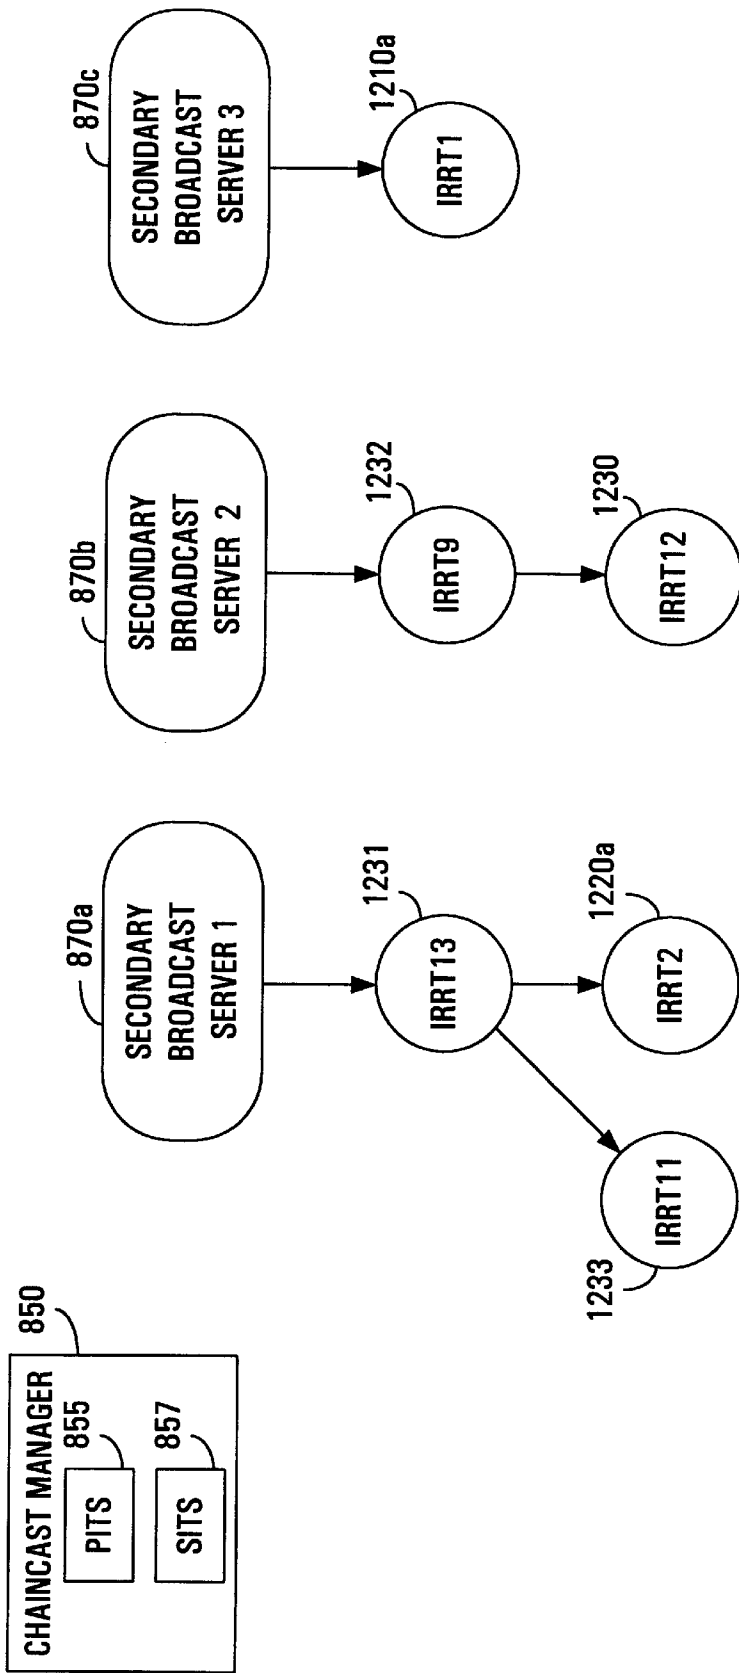 CHAINCAST MANAGER
850
PITS
855
SITS
857
870a
SECONDARY
BROADCAST
SERVER 1
870b
SECONDARY
BROADCAST
SERVER 2
870c
SECONDARY
BROADCAST
SERVER 3
1231
IRRT13
1232
IRRT9
1210a
IRRT1
1233
IRRT11
1220a
IRRT2
1230
IRRT12